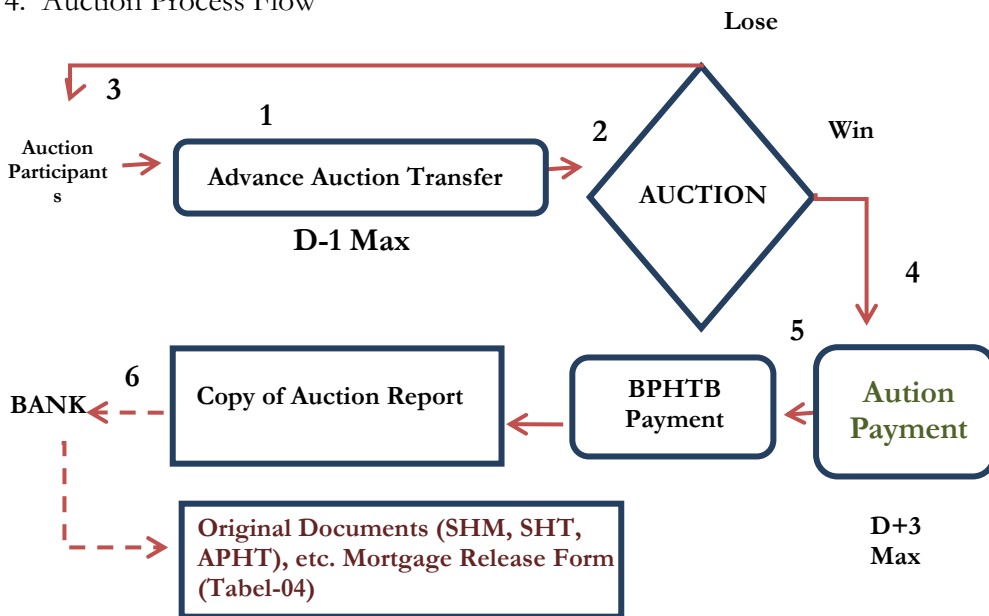 4. Auction Process Flow
Lose
3
1
2
Win
Auction
Participant
s
Advance Auction Transfer
AUCTION
D-1 Max
4
5
6
BANK
Copy of Auction Report
BPHTB
Payment
Aution
Payment
Original Documents (SHM, SHT,
APHT), etc. Mortgage Release Form
(Tabel-04)
D+3
Max